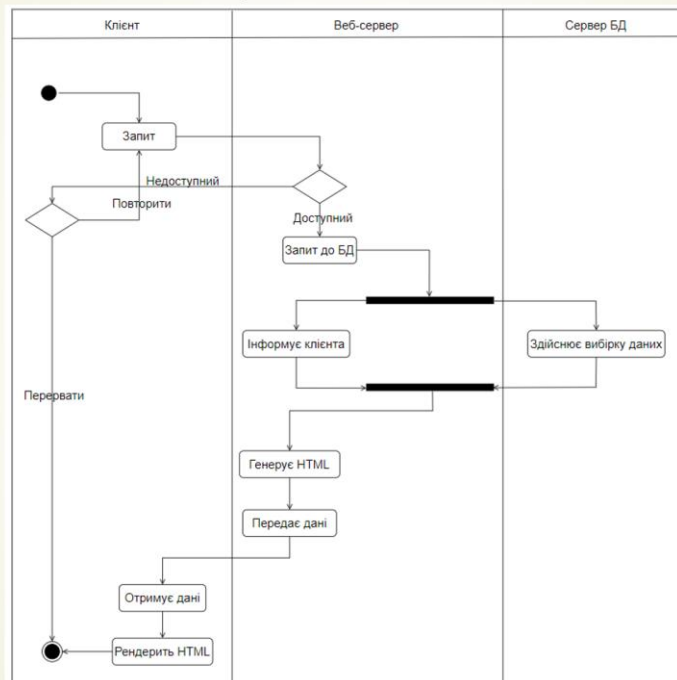 Клієнт
Веб-сервер
Сервер БД
Запит
Недоступний
Повторити
Доступний
Запит до БД
Інформує клієнта
Здійснює вибірку даних
Перервати
Генерує HTML
Передає дані
Отримує дані
Рендерить HTML